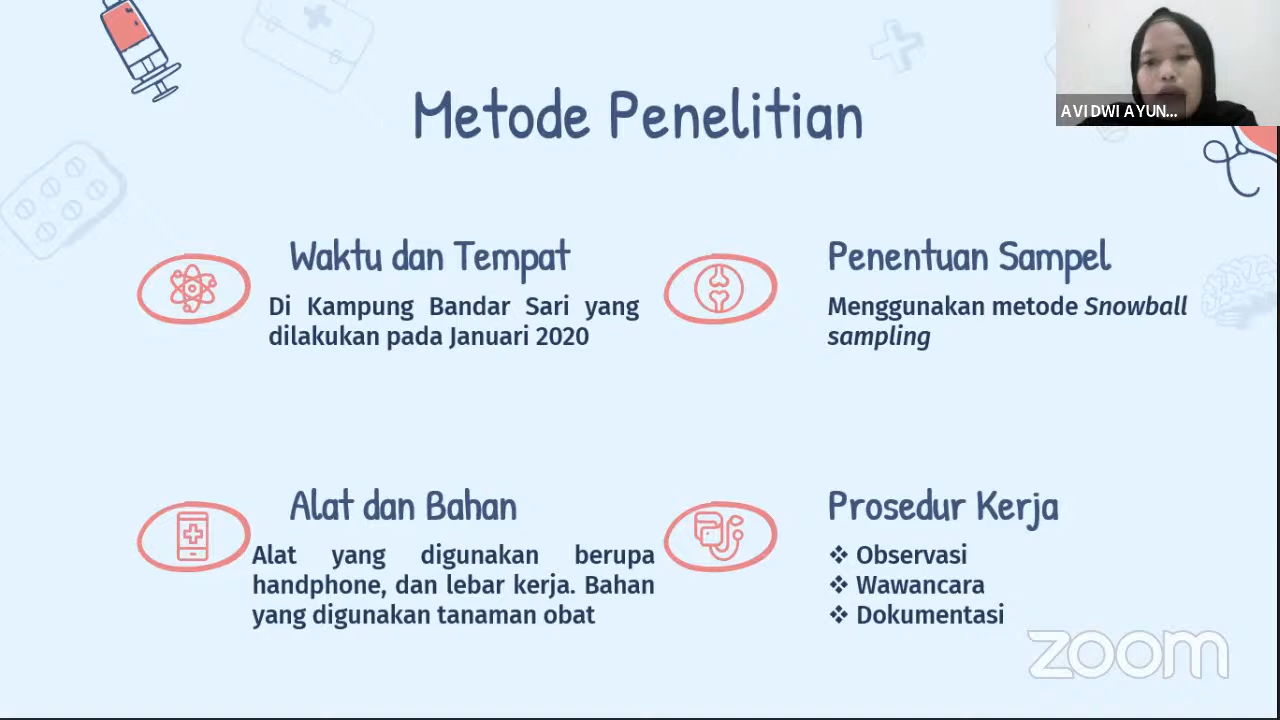 Metode Penelitian
AVI DWI AYUN...
Waktu dan Tempat
Di Kampung Bandar Sari yang
dilakukan pada Januari 2020
Penentuan Sampel
Menggunakan metode Snowball
sampling
Alat dan Bahan
Alat yang digunakan berupa
handphone, dan lebar kerja. Bahan
yang digunakan tanaman obat
Prosedur Kerja
❖ Observasi
❖ Wawancara
❖ Dokumentasi
zoom